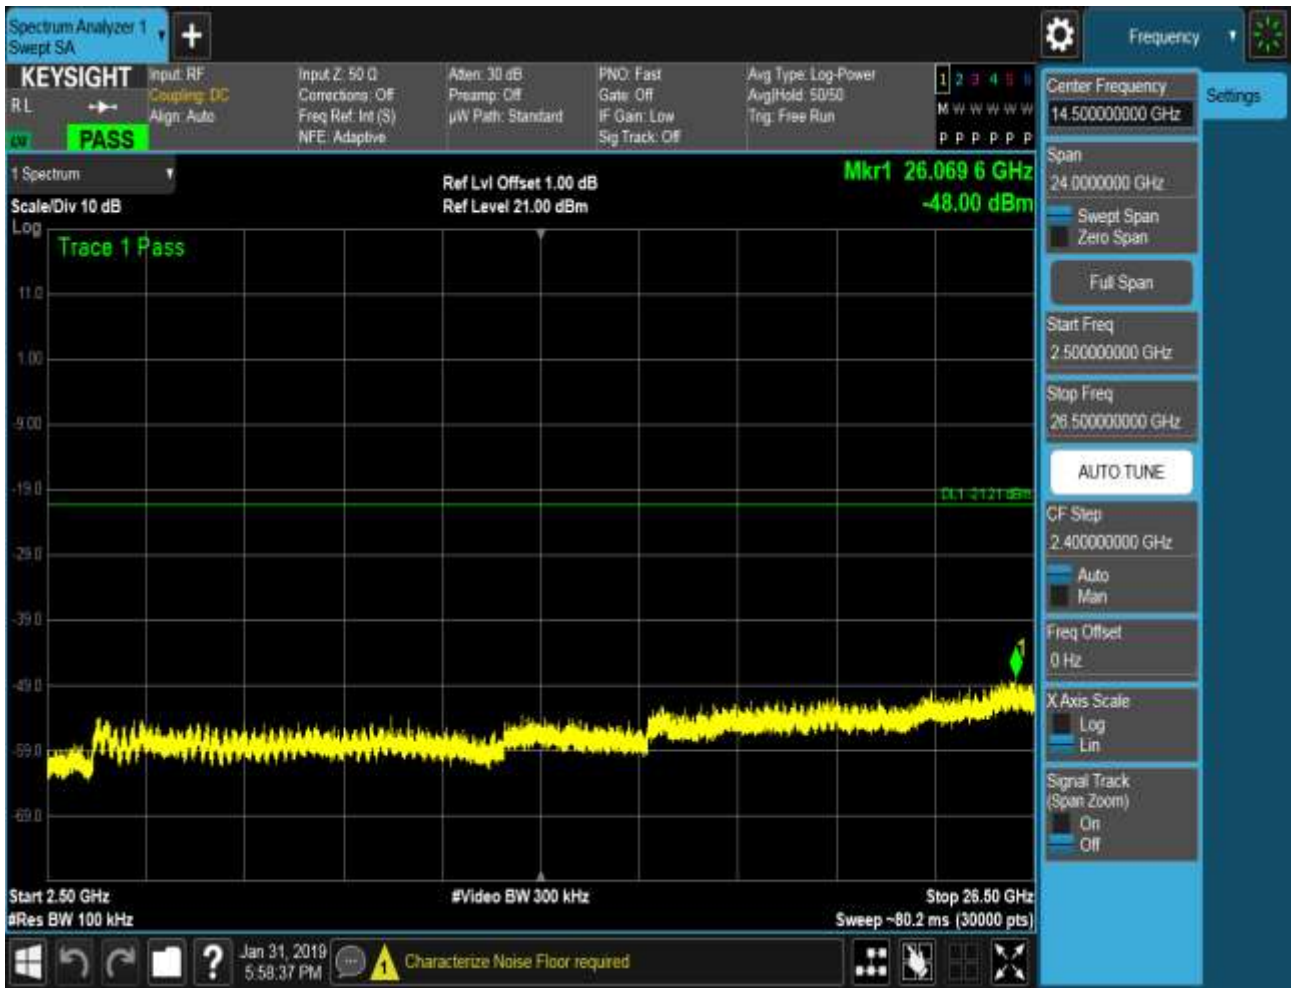 Spectrum Analyzer 1
Swept SA
Frequency
KEYSIGHT
R L
PASS
Input: RF
Coupling: DC
Align: Auto
Input Z: 50 Ω
Corrections: Off
Freq Ref: Int (S)
NFE: Adaptive
Atten: 30 dB
Preamp: Off
µW Path: Standard
PNO: Fast
Gate: Off
IF Gain: Low
Sig Track: Off
Avg Type: Log-Power
Avg|Hold: 50/50
Trig: Free Run
1 2 3 4 5 6
M W W W W W
P P P P P P
1 Spectrum
Scale/Div 10 dB
Log
Ref Lvl Offset 1.00 dB
Ref Level 21.00 dBm
Mkr1 26.069 6 GHz
-48.00 dBm
Trace 1 Pass
11.0
1.00
-9.00
-19.0
-29.0
-39.0
-49.0
-59.0
-69.0
DL1 -21.21 dBm
1
Start 2.50 GHz
#Res BW 100 kHz
#Video BW 300 kHz
Stop 26.50 GHz
Sweep ~80.2 ms (30000 pts)
Jan 31, 2019
5:58:37 PM
Characterize Noise Floor required
Center Frequency
14.500000000 GHz
Settings
Span
24.0000000 GHz
Swept Span
Zero Span
Full Span
Start Freq
2.500000000 GHz
Stop Freq
26.500000000 GHz
AUTO TUNE
CF Step
2.400000000 GHz
Auto
Man
Freq Offset
0 Hz
X Axis Scale
Log
Lin
Signal Track
(Span Zoom)
On
Off